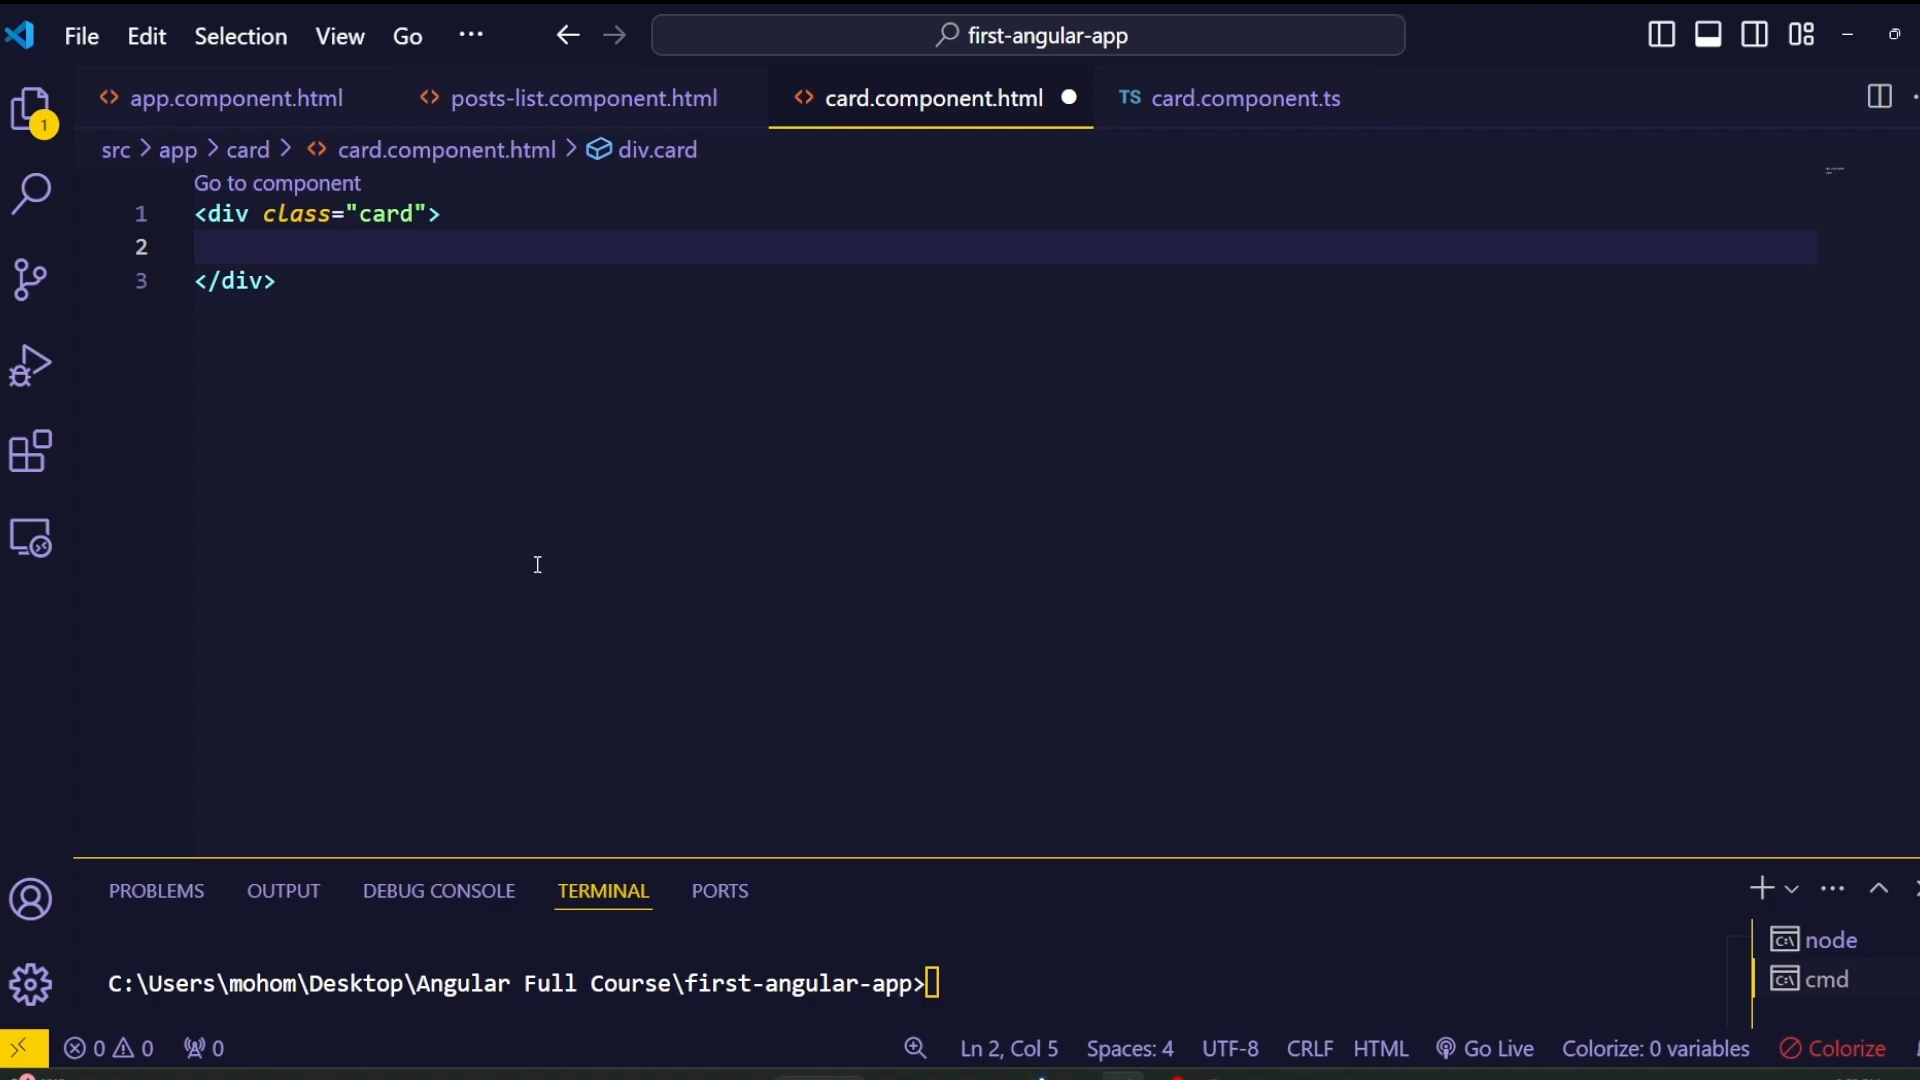 File Edit Selection View Go ··· first-angular-app
app.component.html posts-list.component.html card.component.html TS card.component.ts
1
src > app > card > card.component.html > div.card
Go to component
1 <div class="card">
2
3 </div>
PROBLEMS OUTPUT DEBUG CONSOLE TERMINAL PORTS
node
C:\Users\mohom\Desktop\Angular Full Course\first-angular-app>
cmd
0 0 0 Ln 2, Col 5 Spaces: 4 UTF-8 CRLF HTML Go Live Colorize: 0 variables Colorize